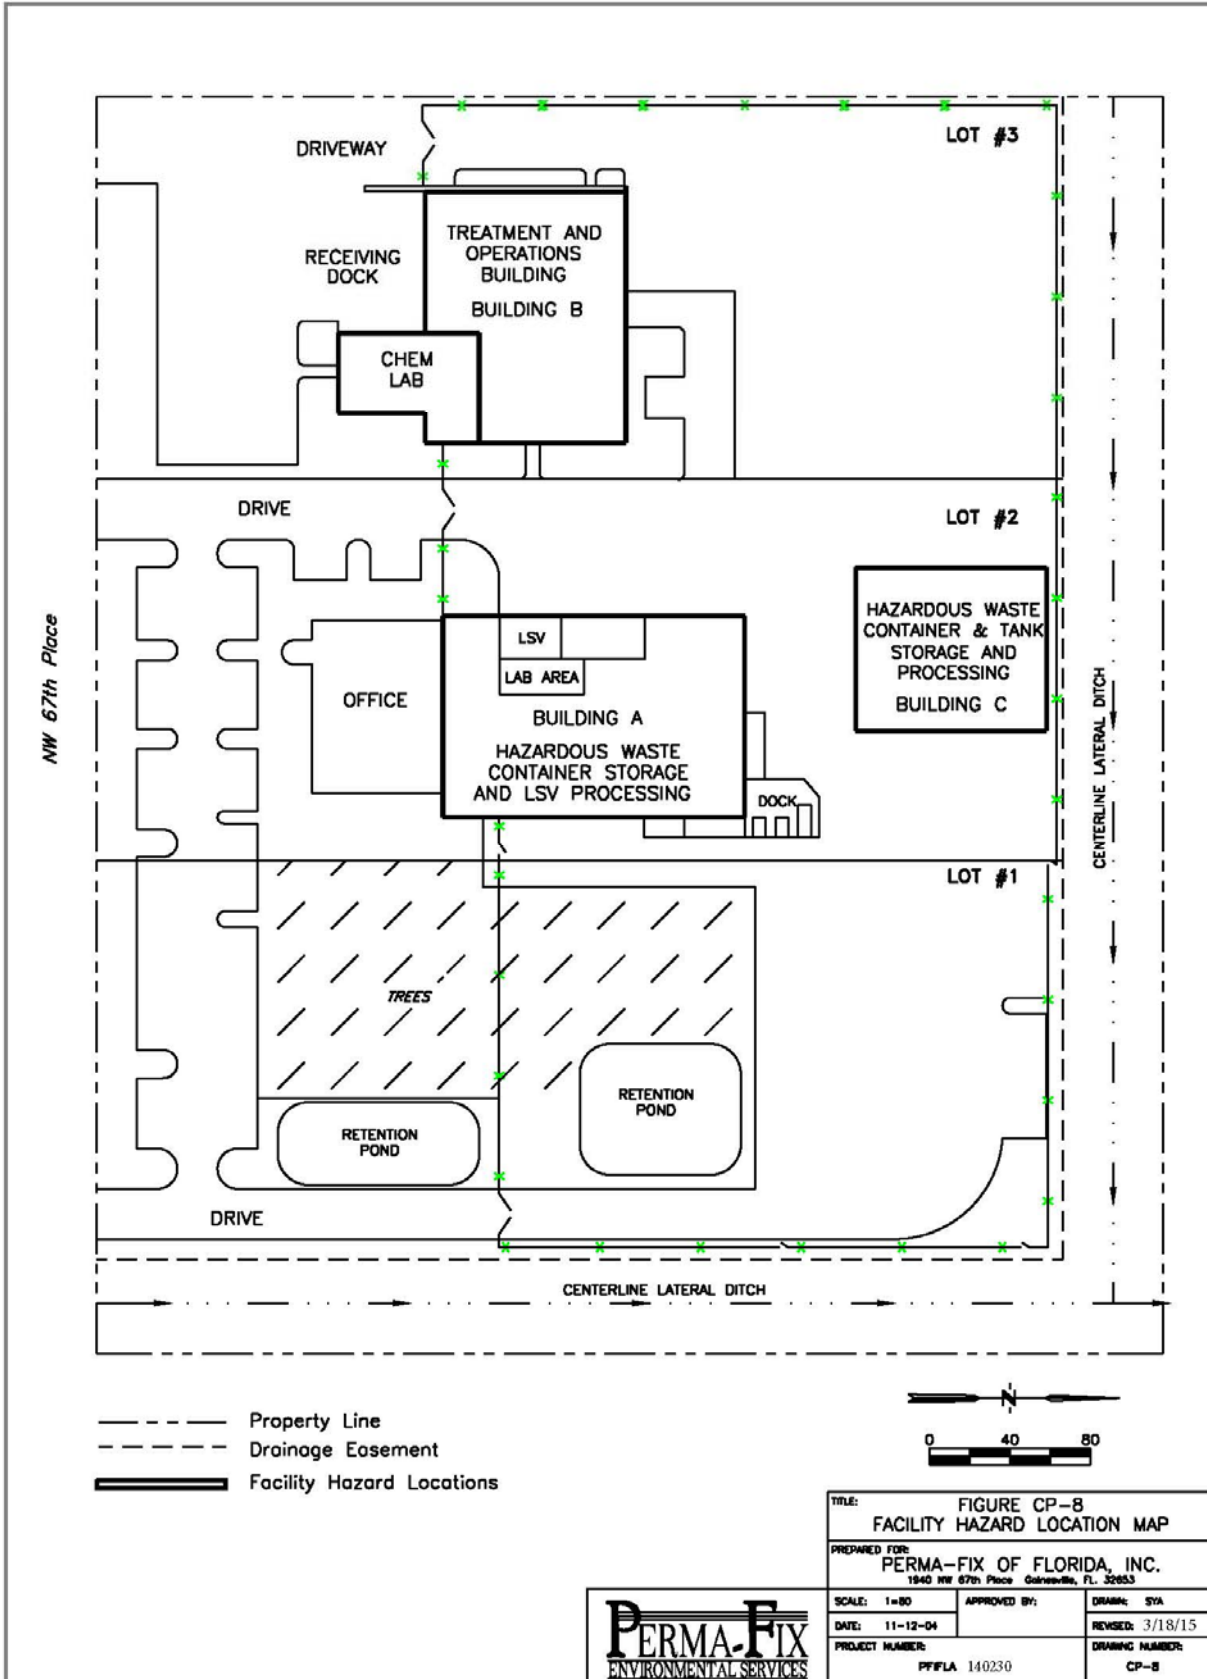 LOT #3
DRIVEWAY
TREATMENT AND
OPERATIONS
BUILDING
BUILDING B
RECEIVING
DOCK
CHEM
LAB
DRIVE
LOT #2
NW 67th Place
HAZARDOUS WASTE
CONTAINER & TANK
STORAGE AND
PROCESSING
BUILDING C
LSV
LAB AREA
OFFICE
BUILDING A
HAZARDOUS WASTE
CONTAINER STORAGE
AND LSV PROCESSING
DOCK
CENTERLINE LATERAL DITCH
LOT #1
TREES
RETENTION
POND
RETENTION
POND
DRIVE
CENTERLINE LATERAL DITCH
N
0 40 80
Property Line
Drainage Easement
Facility Hazard Locations
TITLE: FIGURE CP-8
FACILITY HAZARD LOCATION MAP
PREPARED FOR:
PERMA-FIX OF FLORIDA, INC.
1940 NW 67th Place Gainesville, FL. 32653
SCALE: 1=80 APPROVED BY: DRAWN: SYA
DATE: 11-12-04 REVISED: 3/18/15
PROJECT NUMBER: DRAWING NUMBER:
PFIFLA 140230 CP-8
PERMA-FIX
ENVIRONMENTAL SERVICES